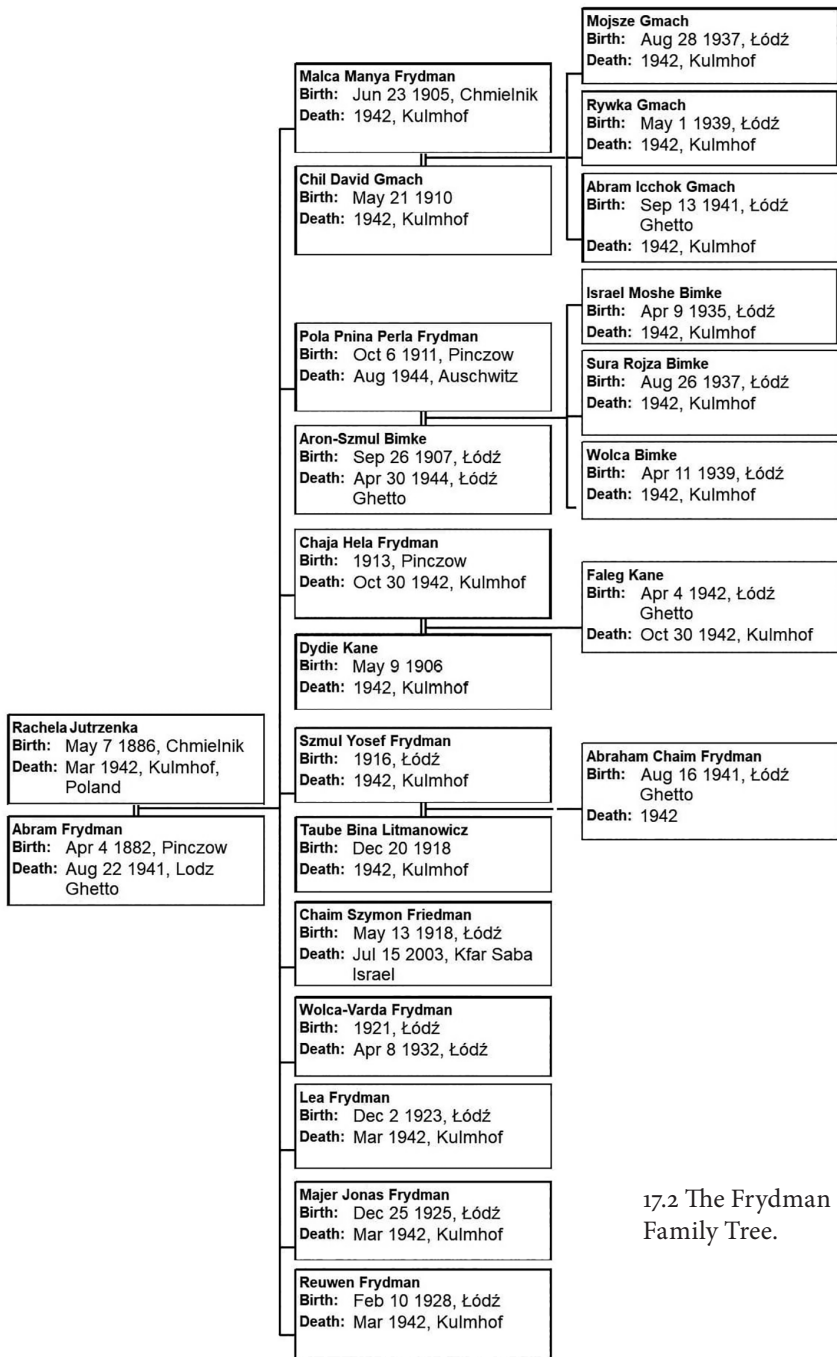 Rachela Jutrzenka
Birth: May 7 1886, Chmielnik
Death: Mar 1942, Kulmhof,
Poland
Abram Frydman
Birth: Apr 4 1882, Pinczow
Death: Aug 22 1941, Lodz
Ghetto
Malca Manya Frydman
Birth: Jun 23 1905, Chmielnik
Death: 1942, Kulmhof
Chil David Gmach
Birth: May 21 1910
Death: 1942, Kulmhof
Pola Pnina Perla Frydman
Birth: Oct 6 1911, Pinczow
Death: Aug 1944, Auschwitz
Aron-Szmul Bimke
Birth: Sep 26 1907, Łódź
Death: Apr 30 1944, Łódź
Ghetto
Chaja Hela Frydman
Birth: 1913, Pinczow
Death: Oct 30 1942, Kulmhof
Dydie Kane
Birth: May 9 1906
Death: 1942, Kulmhof
Szmul Yosef Frydman
Birth: 1916, Łódź
Death: 1942, Kulmhof
Taube Bina Litmanowicz
Birth: Dec 20 1918
Death: 1942, Kulmhof
Chaim Szymon Friedman
Birth: May 13 1918, Łódź
Death: Jul 15 2003, Kfar Saba
Israel
Wolca-Varda Frydman
Birth: 1921, Łódź
Death: Apr 8 1932, Łódź
Lea Frydman
Birth: Dec 2 1923, Łódź
Death: Mar 1942, Kulmhof
Majer Jonas Frydman
Birth: Dec 25 1925, Łódź
Death: Mar 1942, Kulmhof
Reuwen Frydman
Birth: Feb 10 1928, Łódź
Death: Mar 1942, Kulmhof
Mojsze Gmach
Birth: Aug 28 1937, Łódź
Death: 1942, Kulmhof
Rywka Gmach
Birth: May 1 1939, Łódź
Death: 1942, Kulmhof
Abram Icchok Gmach
Birth: Sep 13 1941, Łódź
Ghetto
Death: 1942, Kulmhof
Israel Moshe Bimke
Birth: Apr 9 1935, Łódź
Death: 1942, Kulmhof
Sura Rojza Bimke
Birth: Aug 26 1937, Łódź
Death: 1942, Kulmhof
Wolca Bimke
Birth: Apr 11 1939, Łódź
Death: 1942, Kulmhof
Faleg Kane
Birth: Apr 4 1942, Łódź
Ghetto
Death: Oct 30 1942, Kulmhof
Abraham Chaim Frydman
Birth: Aug 16 1941, Łódź
Ghetto
Death: 1942
17.2 The Frydman
Family Tree.